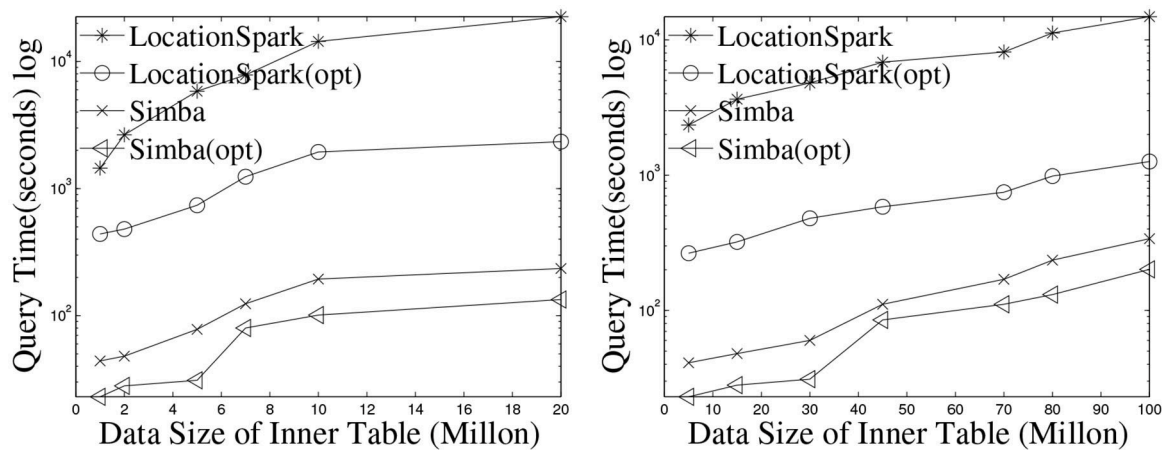 Query Time(seconds) log
10^4
10^3
10^2
LocationSpark
LocationSpark(opt)
Simba
Simba(opt)
0 2 4 6 8 10 12 14 16 18 20
Data Size of Inner Table (Millon)
Query Time(seconds) log
10^4
10^3
10^2
LocationSpark
LocationSpark(opt)
Simba
Simba(opt)
0 10 20 30 40 50 60 70 80 90 100
Data Size of Inner Table (Millon)